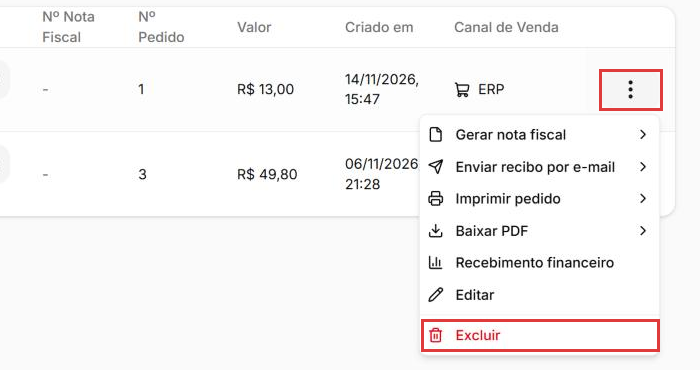 Nº Nota Fiscal
Nº Pedido
Valor
Criado em
Canal de Venda
-
1
R$ 13,00
14/11/2026,
15:47
ERP
-
3
R$ 49,80
06/11/2026
21:28
Gerar nota fiscal
Enviar recibo por e-mail
Imprimir pedido
Baixar PDF
Recebimento financeiro
Editar
Excluir